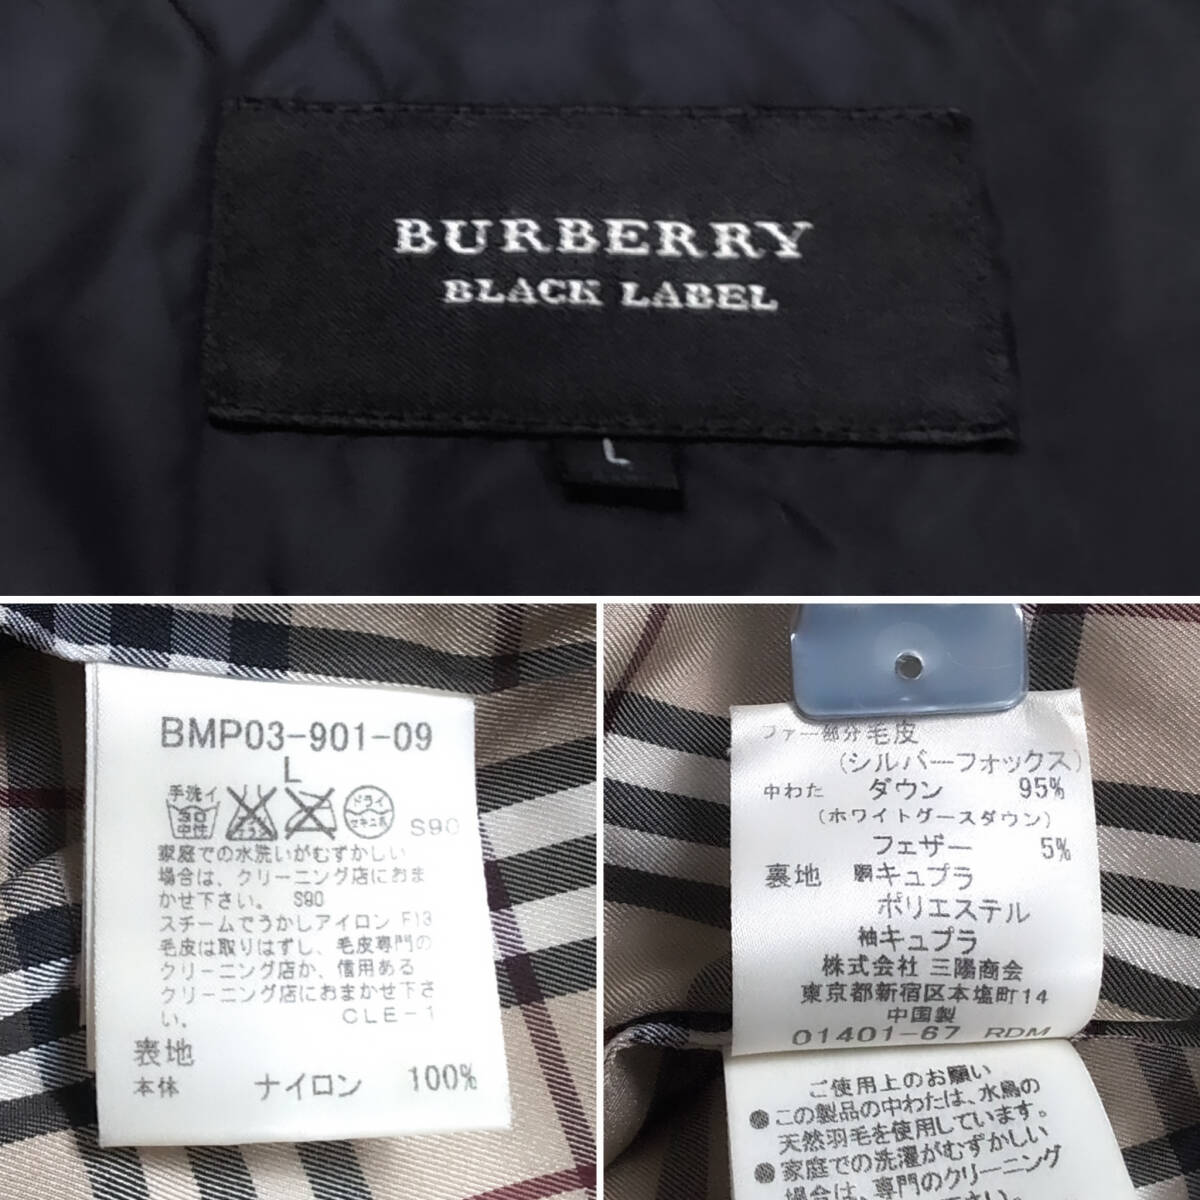 BURBERRY
BLACK LABEL
L
BMP03-901-09
L
手洗イ
30
中性
ドライ
セキユ系
S90
家庭での水洗いがむずかしい
場合は、クリーニング店におま
かせ下さい。 S90
スチームでうかしアイロン F13
毛皮は取りはずし、毛皮専門の
クリーニング店か、信用ある
クリーニング店におまかせ下さ
い。 CLE-1
表地
本体 ナイロン 100%
ファー部分毛皮
(シルバーフォックス)
中わた ダウン 95%
(ホワイトグースダウン)
フェザー 5%
裏地 胴キュプラ
ポリエステル
袖キュプラ
株式会社 三陽商会
東京都新宿区本塩町14
中国製
01401-67 RDM
ご使用上のお願い
●この製品の中わたは、水鳥の
天然羽毛を使用しています。
●家庭での洗濯がむずかしい
場合は、専門のクリーニング